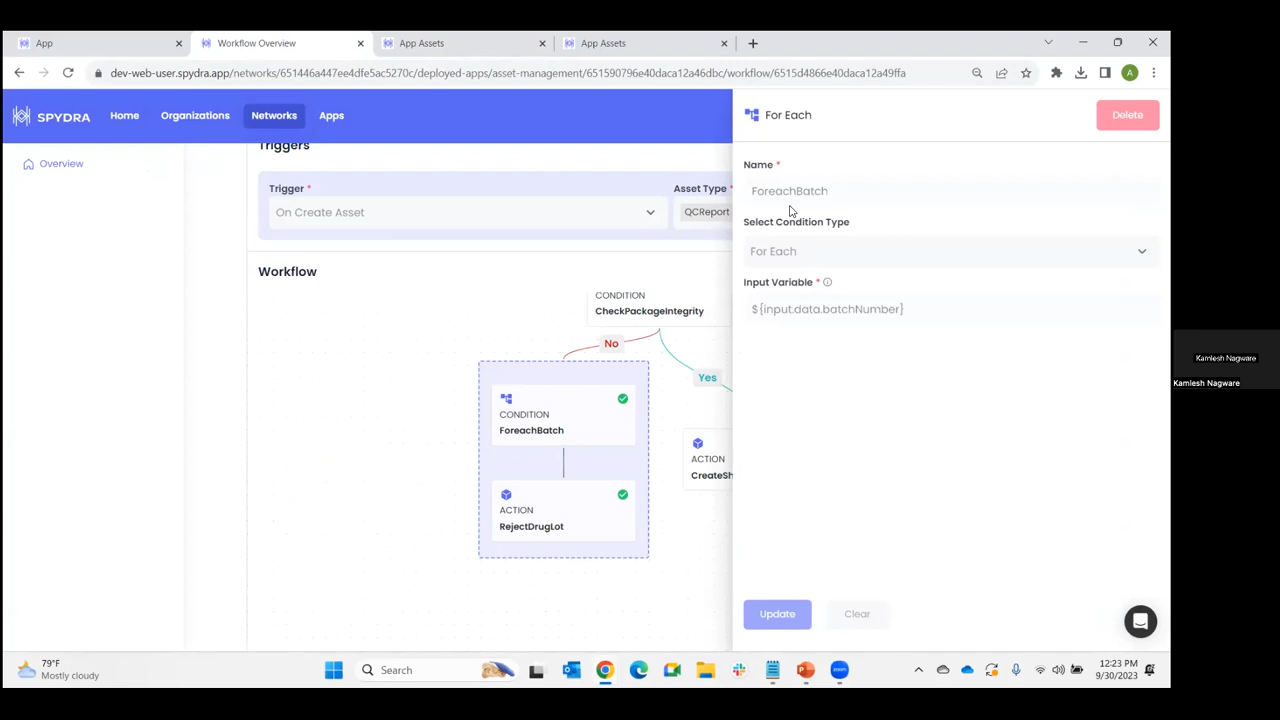 App
Workflow Overview
App Assets
App Assets
dev-web-user.spydra.app/networks/651446a447ee4dfe5ac5270c/deployed-apps/asset-management/651590796e40daca12a46dbc/workflow/6515d4866e40daca12a49ffa
A
SPYDRA
Home
Organizations
Networks
Apps
For Each
Delete
Overview
Triggers
Trigger *
Asset Type *
On Create Asset
QCReport
Workflow
CONDITION
CheckPackageIntegrity
No
Yes
CONDITION
ForeachBatch
ACTION
CreateSh
ACTION
RejectDrugLot
Name *
ForeachBatch
Select Condition Type
For Each
Input Variable *
${input.data.batchNumber}
Update
Clear
Kamlesh Nagware
Kamlesh Nagware
79°F
Mostly cloudy
Search
12:23 PM
9/30/2023